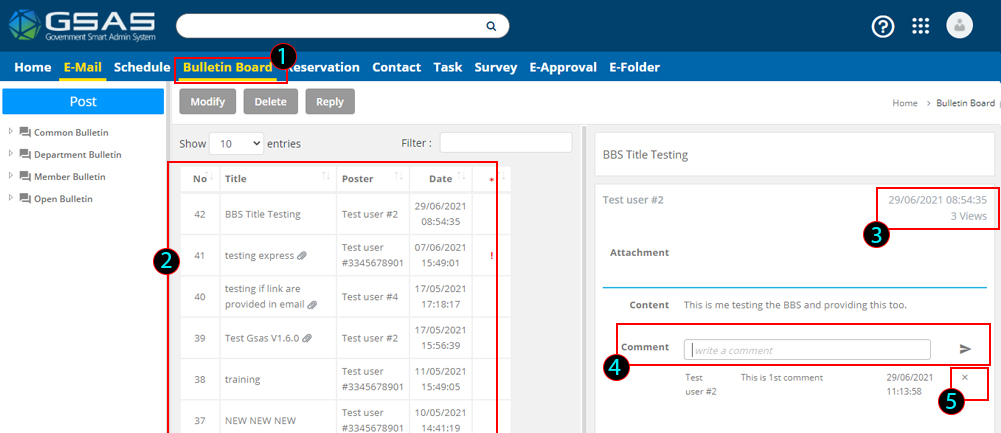 GSAS
Government Smart Admin System
Home E-Mail Schedule Bulletin Board Reservation Contact Task Survey E-Approval E-Folder
1
Post
Modify Delete Reply
Home > Bulletin Board
Common Bulletin
Department Bulletin
Member Bulletin
Open Bulletin
Show 10 entries Filter :
No Title Poster Date *
42 BBS Title Testing Test user #2 29/06/2021 08:54:35
41 testing express Test user #3345678901 07/06/2021 15:49:01 !
40 testing if link are provided in email Test user #4 17/05/2021 17:18:17
39 Test Gsas V1.6.0 Test user #2 17/05/2021 15:56:39
38 training Test user #3345678901 11/05/2021 15:49:05
37 NEW NEW NEW Test user #3345678901 10/05/2021 14:41:19
2
BBS Title Testing
Test user #2 29/06/2021 08:54:35
3 Views
3
Attachment
Content This is me testing the BBS and providing this too.
Comment write a comment
4
Test user #2 This is 1st comment 29/06/2021 11:13:58 ×
5